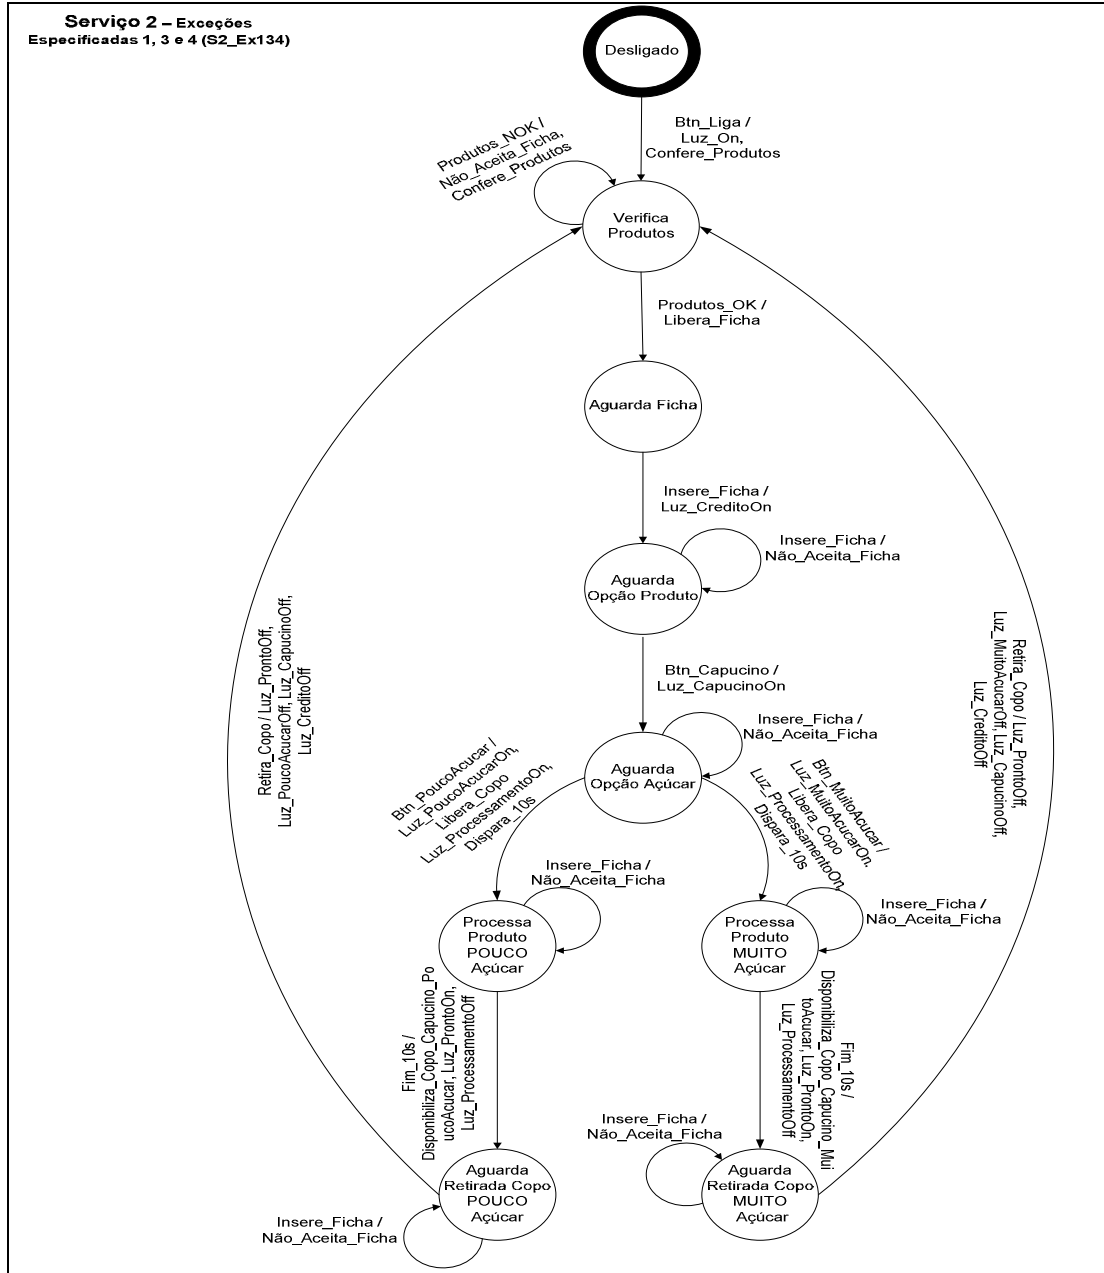 Serviço 2 – Exceções
Especificadas 1, 3 e 4 (S2_Ex134)
Desligado
Btn_Liga /
Luz_On,
Confere_Produtos
Produtos_NOK /
Não_Aceita_Ficha,
Confere_Produtos
Verifica
Produtos
Produtos_OK /
Libera_Ficha
Aguarda Ficha
Insere_Ficha /
Luz_CreditoOn
Insere_Ficha /
Não_Aceita_Ficha
Aguarda
Opção Produto
Btn_Capucino /
Luz_CapucinoOn
Insere_Ficha /
Não_Aceita_Ficha
Aguarda
Opção Açúcar
Retira_Copo / Luz_ProntoOff,
Luz_PoucoAcucarOff, Luz_CapucinoOff,
Luz_CreditoOff
Retira_Copo / Luz_ProntoOff,
Luz_MuitoAcucarOff, Luz_CapucinoOff,
Luz_CreditoOff
Btn_PoucoAcucar /
Luz_PoucoAcucarOn,
Libera_Copo
Luz_ProcessamentoOn,
Dispara_10s
Btn_MuitoAcucar /
Luz_MuitoAcucarOn.
Libera_Copo
Luz_ProcessamentoOn,
Dispara_10s
Insere_Ficha /
Não_Aceita_Ficha
Insere_Ficha /
Não_Aceita_Ficha
Processa
Produto
POUCO
Açúcar
Processa
Produto
MUITO
Açúcar
Fim_10s /
Disponibiliza_Copo_Capucino_Po
ucoAcucar, Luz_ProntoOn,
Luz_ProcessamentoOff
Fim_10s /
Disponibiliza_Copo_Capucino_Mui
toAcucar, Luz_ProntoOn,
Luz_ProcessamentoOff
Insere_Ficha /
Não_Aceita_Ficha
Aguarda
Retirada Copo
POUCO
Açúcar
Aguarda
Retirada Copo
MUITO
Açúcar
Insere_Ficha /
Não_Aceita_Ficha